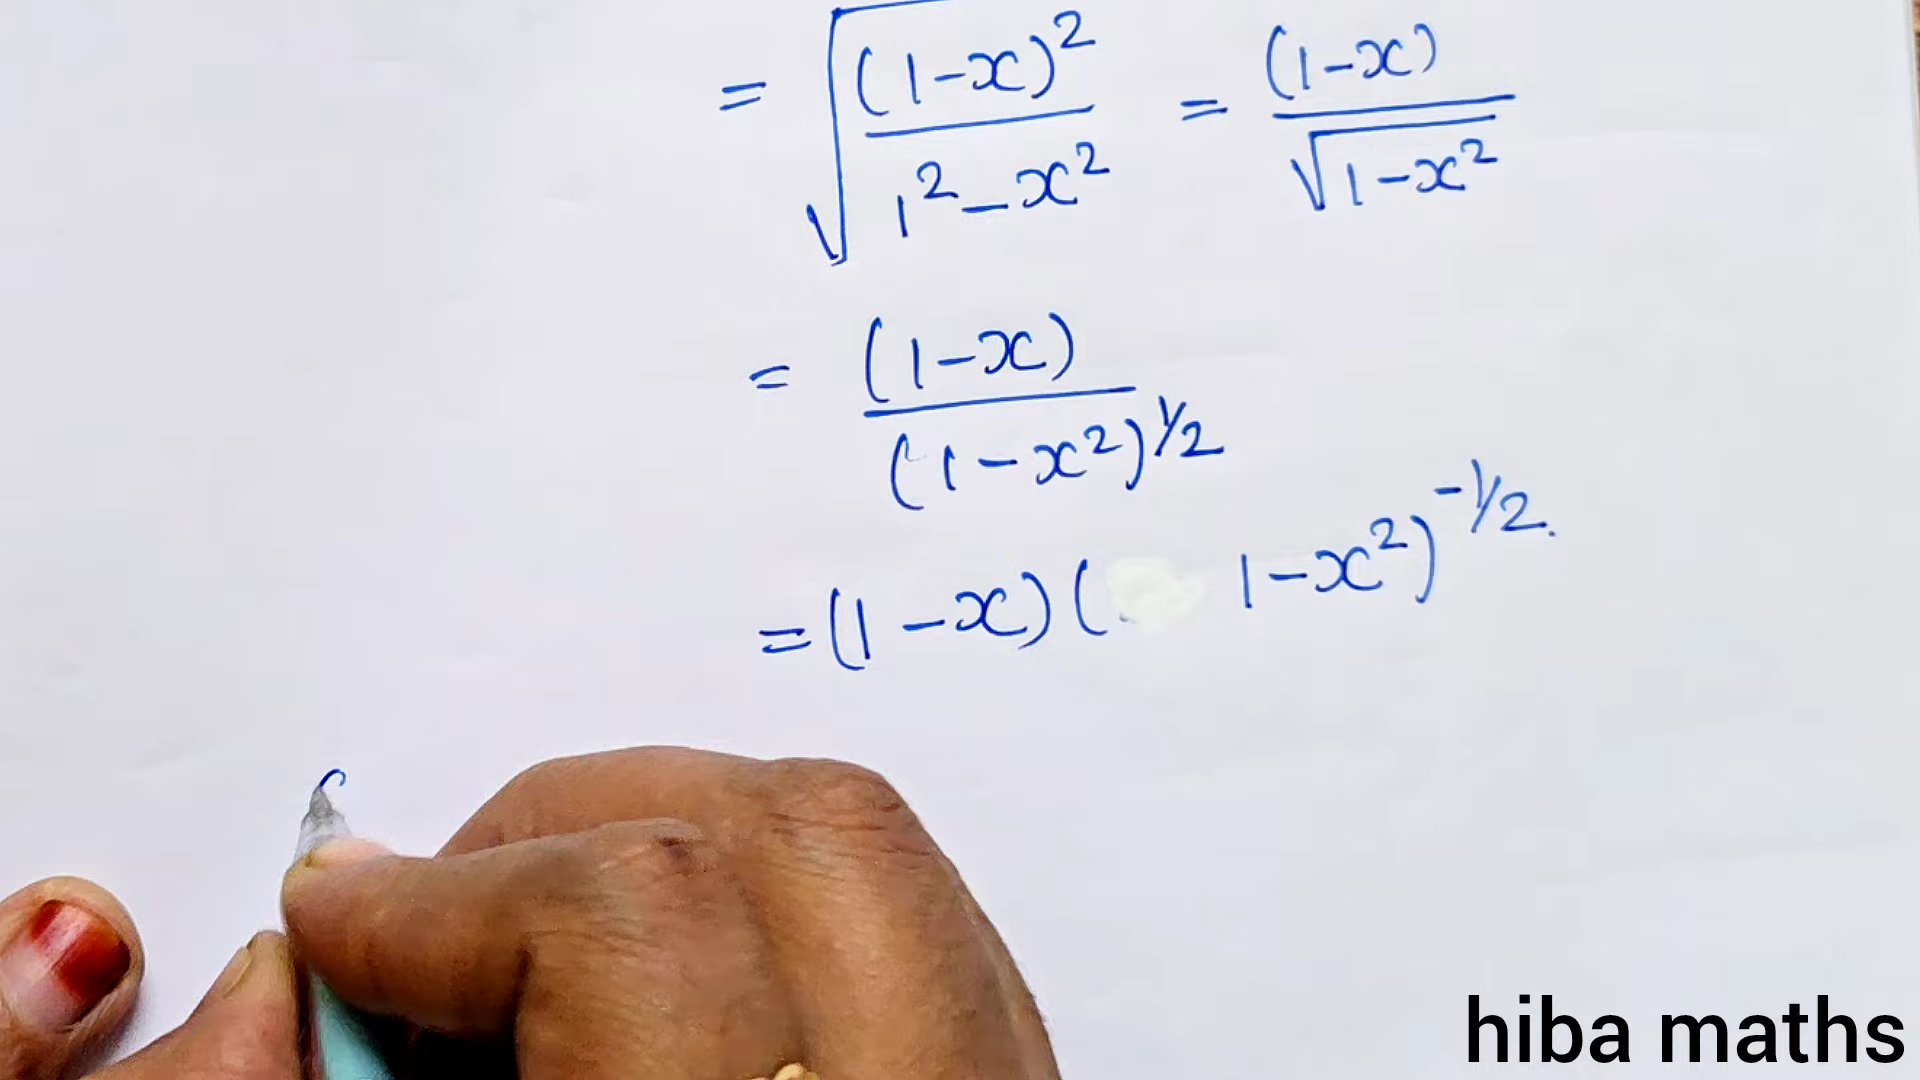 = √((1-x)²/(1²-x²)) = (1-x)/√(1-x²)
= (1-x)/(1-x²)^1/2
= (1-x)(1-x²)^-1/2.
hiba maths